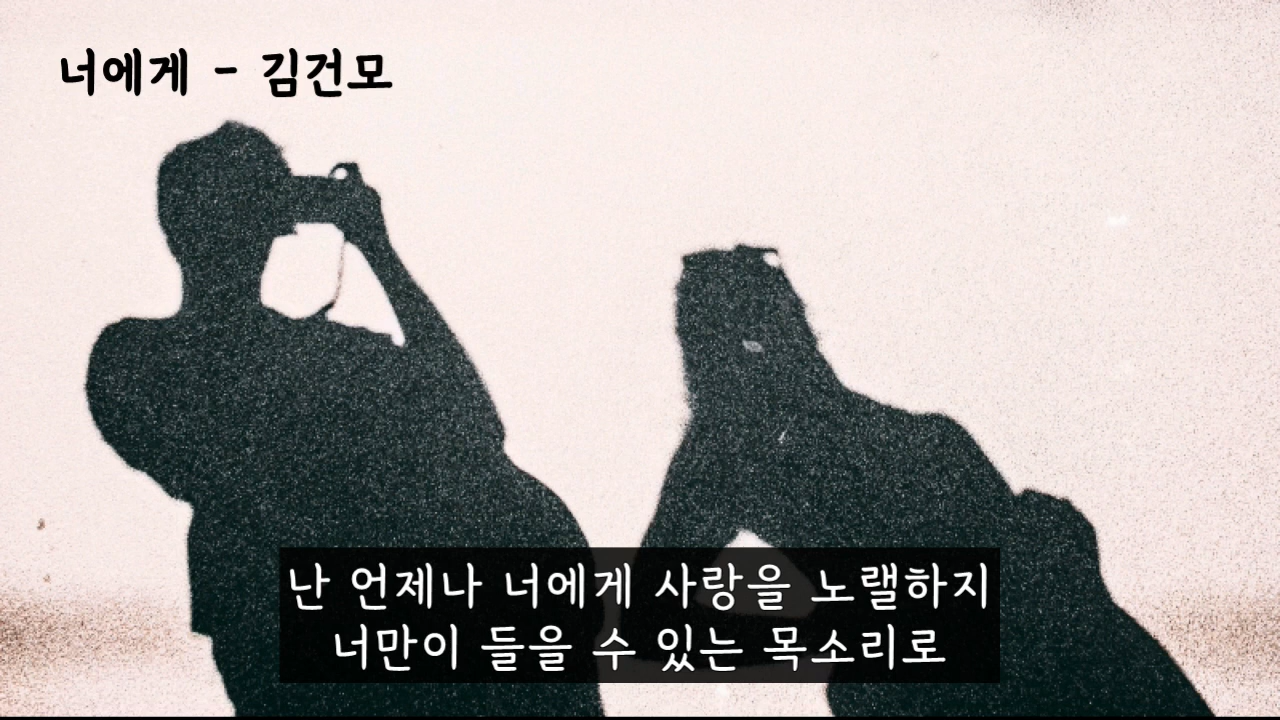 너에게 - 김건모
난 언제나 너에게 사랑을 노랠하지
너만이 들을 수 있는 목소리로